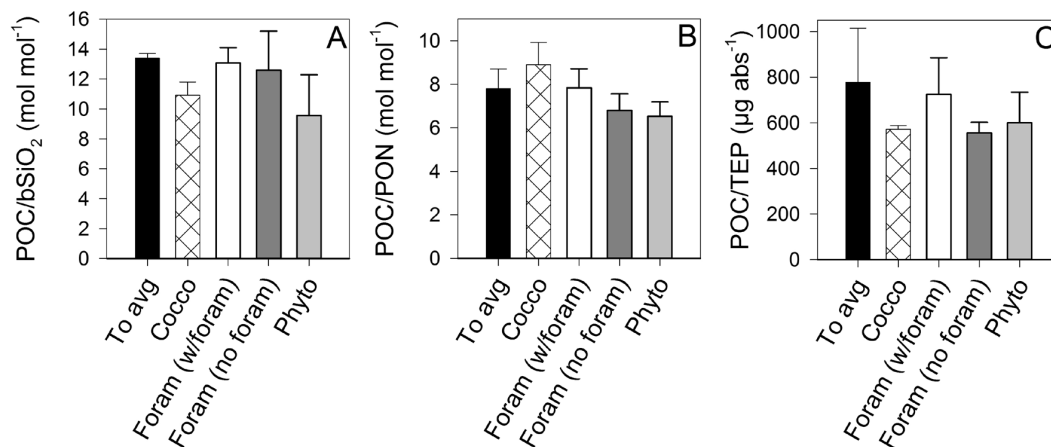 POC/bSiO₂ (mol mol⁻¹)
16
14
12
10
8
6
4
2
0
A
To avg
Cocco
Foram (w/foram)
Foram (no foram)
Phyto
POC/PON (mol mol⁻¹)
10
8
6
4
2
0
B
To avg
Cocco
Foram (w/foram)
Foram (no foram)
Phyto
POC/TEP (µg abs⁻¹)
1000
800
600
400
200
0
C
To avg
Cocco
Foram (w/foram)
Foram (no foram)
Phyto